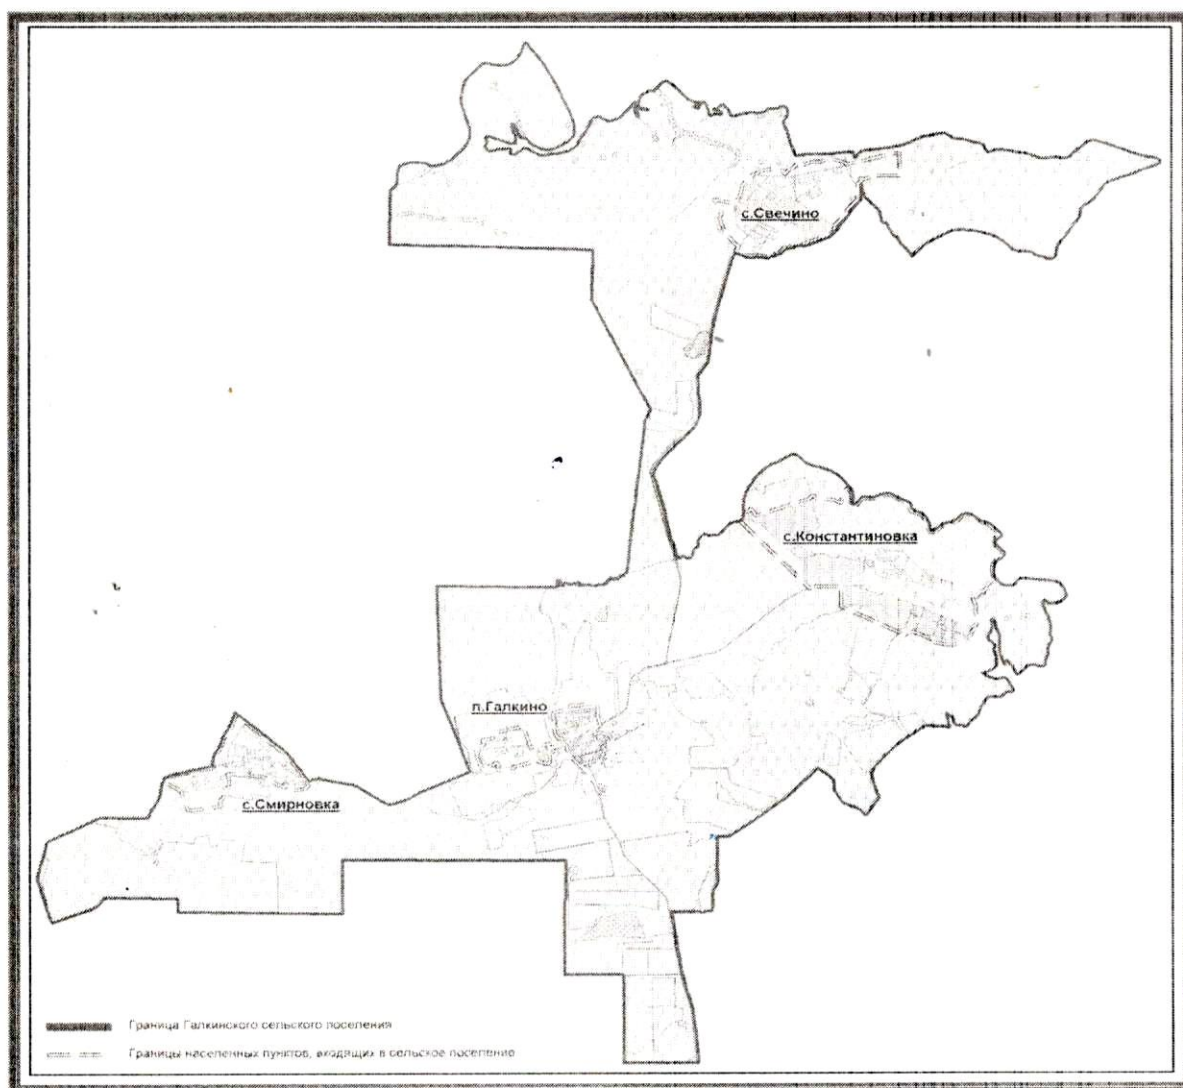 с.Свечино
с.Константиновка
п.Галкино
с.Смирновка
Граница Галкинского сельского поселения
Границы населенных пунктов, входящих в сельское поселение